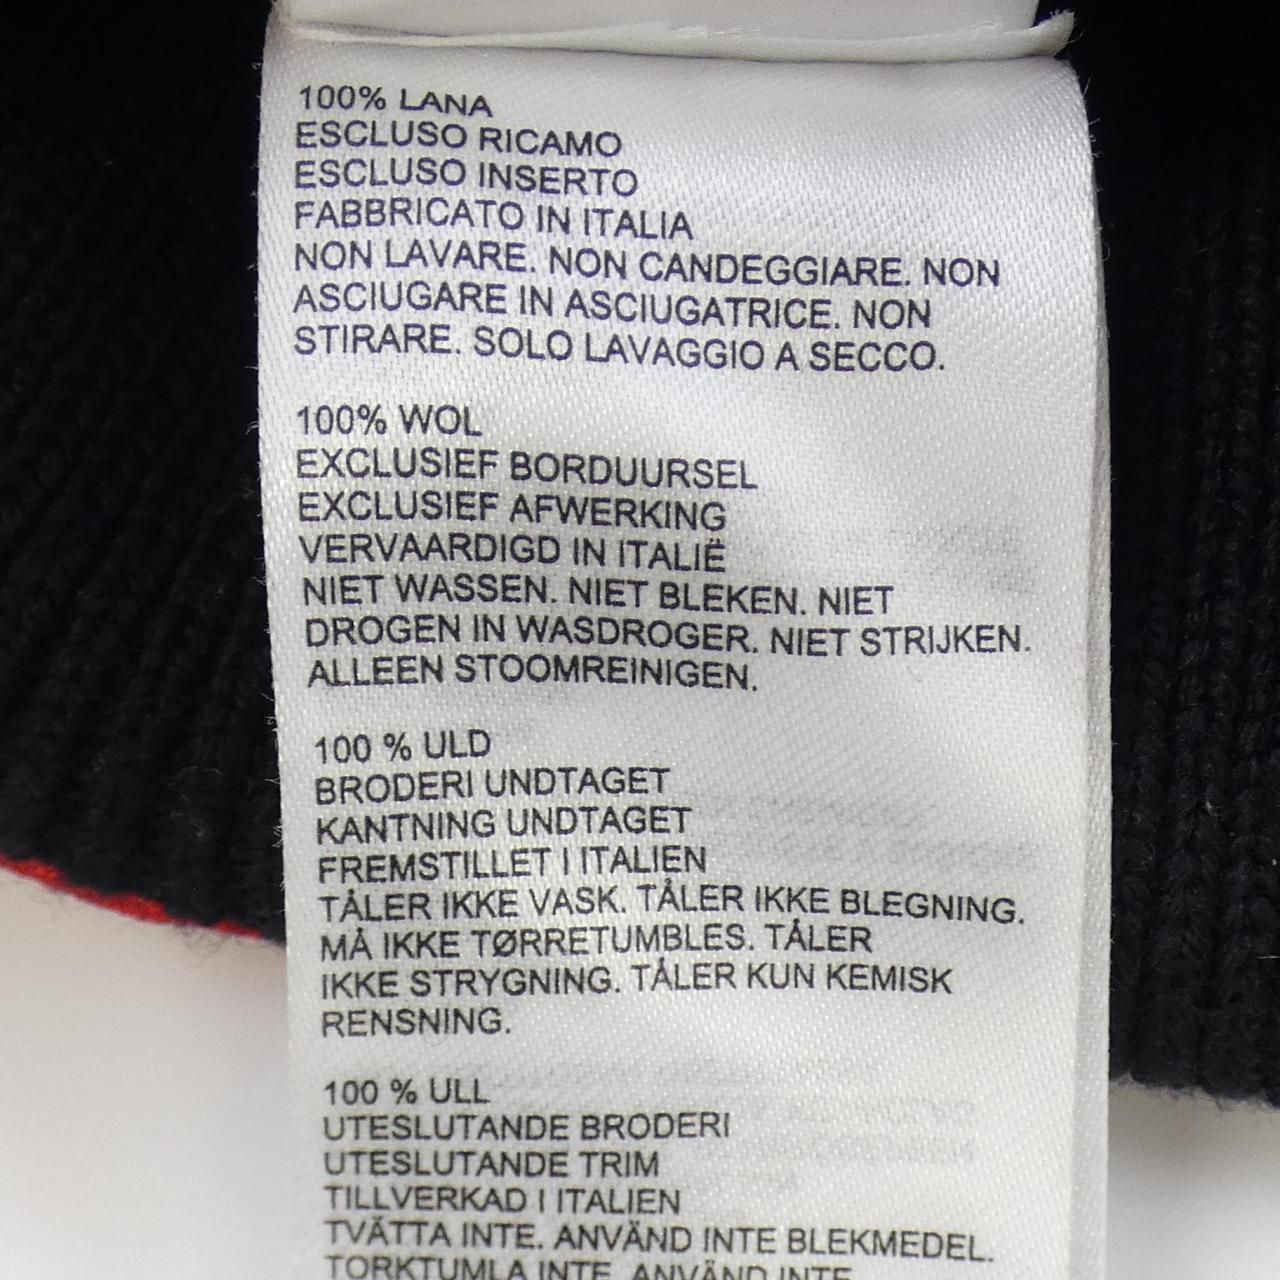 100% LANA
ESCLUSO RICAMO
ESCLUSO INSERTO
FABBRICATO IN ITALIA
NON LAVARE. NON CANDEGGIARE. NON
ASCIUGARE IN ASCIUGATRICE. NON
STIRARE. SOLO LAVAGGIO A SECCO.
100% WOL
EXCLUSIEF BORDUURSEL
EXCLUSIEF AFWERKING
VERVAARDIGD IN ITALIË
NIET WASSEN. NIET BLEKEN. NIET
DROGEN IN WASDROGER. NIET STRIJKEN.
ALLEEN STOOMREINIGEN.
100 % ULD
BRODERI UNDTAGET
KANTNING UNDTAGET
FREMSTILLET I ITALIEN
TÅLER IKKE VASK. TÅLER IKKE BLEGNING.
MÅ IKKE TØRRETUMBLES. TÅLER
IKKE STRYGNING. TÅLER KUN KEMISK
RENSNING.
100 % ULL
UTESLUTANDE BRODERI
UTESLUTANDE TRIM
TILLVERKAD I ITALIEN
TVÄTTA INTE. ANVÄND INTE BLEKMEDEL.
TORKTUMLA INTE. ANVÄND INTE